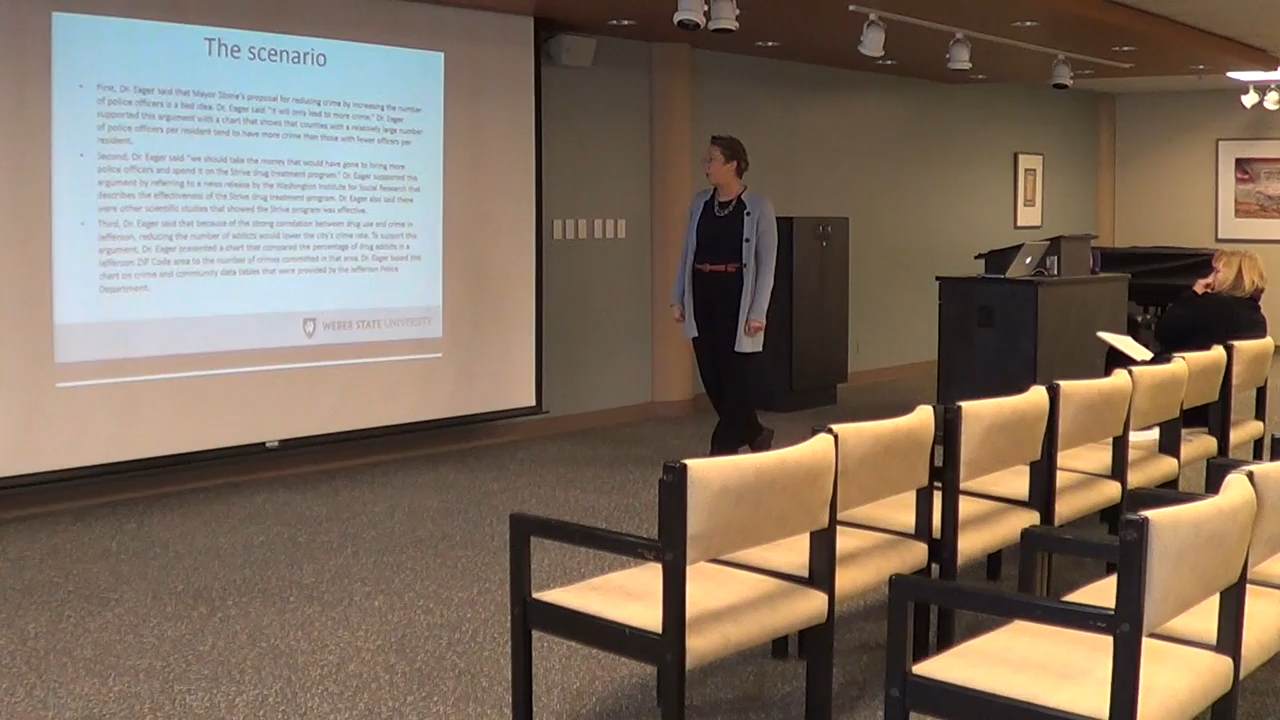 The scenario
• First, Dr. Eager said that Mayor Stone's proposal for reducing crime by increasing the number
of police officers is a bad idea. Dr. Eager said "it will only lead to more crime." Dr. Eager
supported this argument with a chart that shows that counties with a relatively large number
of police officers per resident tend to have more crime than those with fewer officers per
resident.
• Second, Dr. Eager said "we should take the money that would have gone to hiring more
police officers and spend it on the Strive drug treatment program." Dr. Eager supported this
argument by referring to a news release by the Washington Institute for Social Research that
describes the effectiveness of the Strive drug treatment program. Dr. Eager also said there
were other scientific studies that showed the Strive program was effective.
• Third, Dr. Eager said that because of the strong correlation between drug use and crime in
Jefferson, reducing the number of addicts would lower the city's crime rate. To support this
argument, Dr. Eager presented a chart that compared the percentage of drug addicts in a
Jefferson ZIP Code area to the number of crimes committed in that area. Dr. Eager based this
chart on crime and community data tables that were provided by the Jefferson Police
Department.
WEBER STATE UNIVERSITY